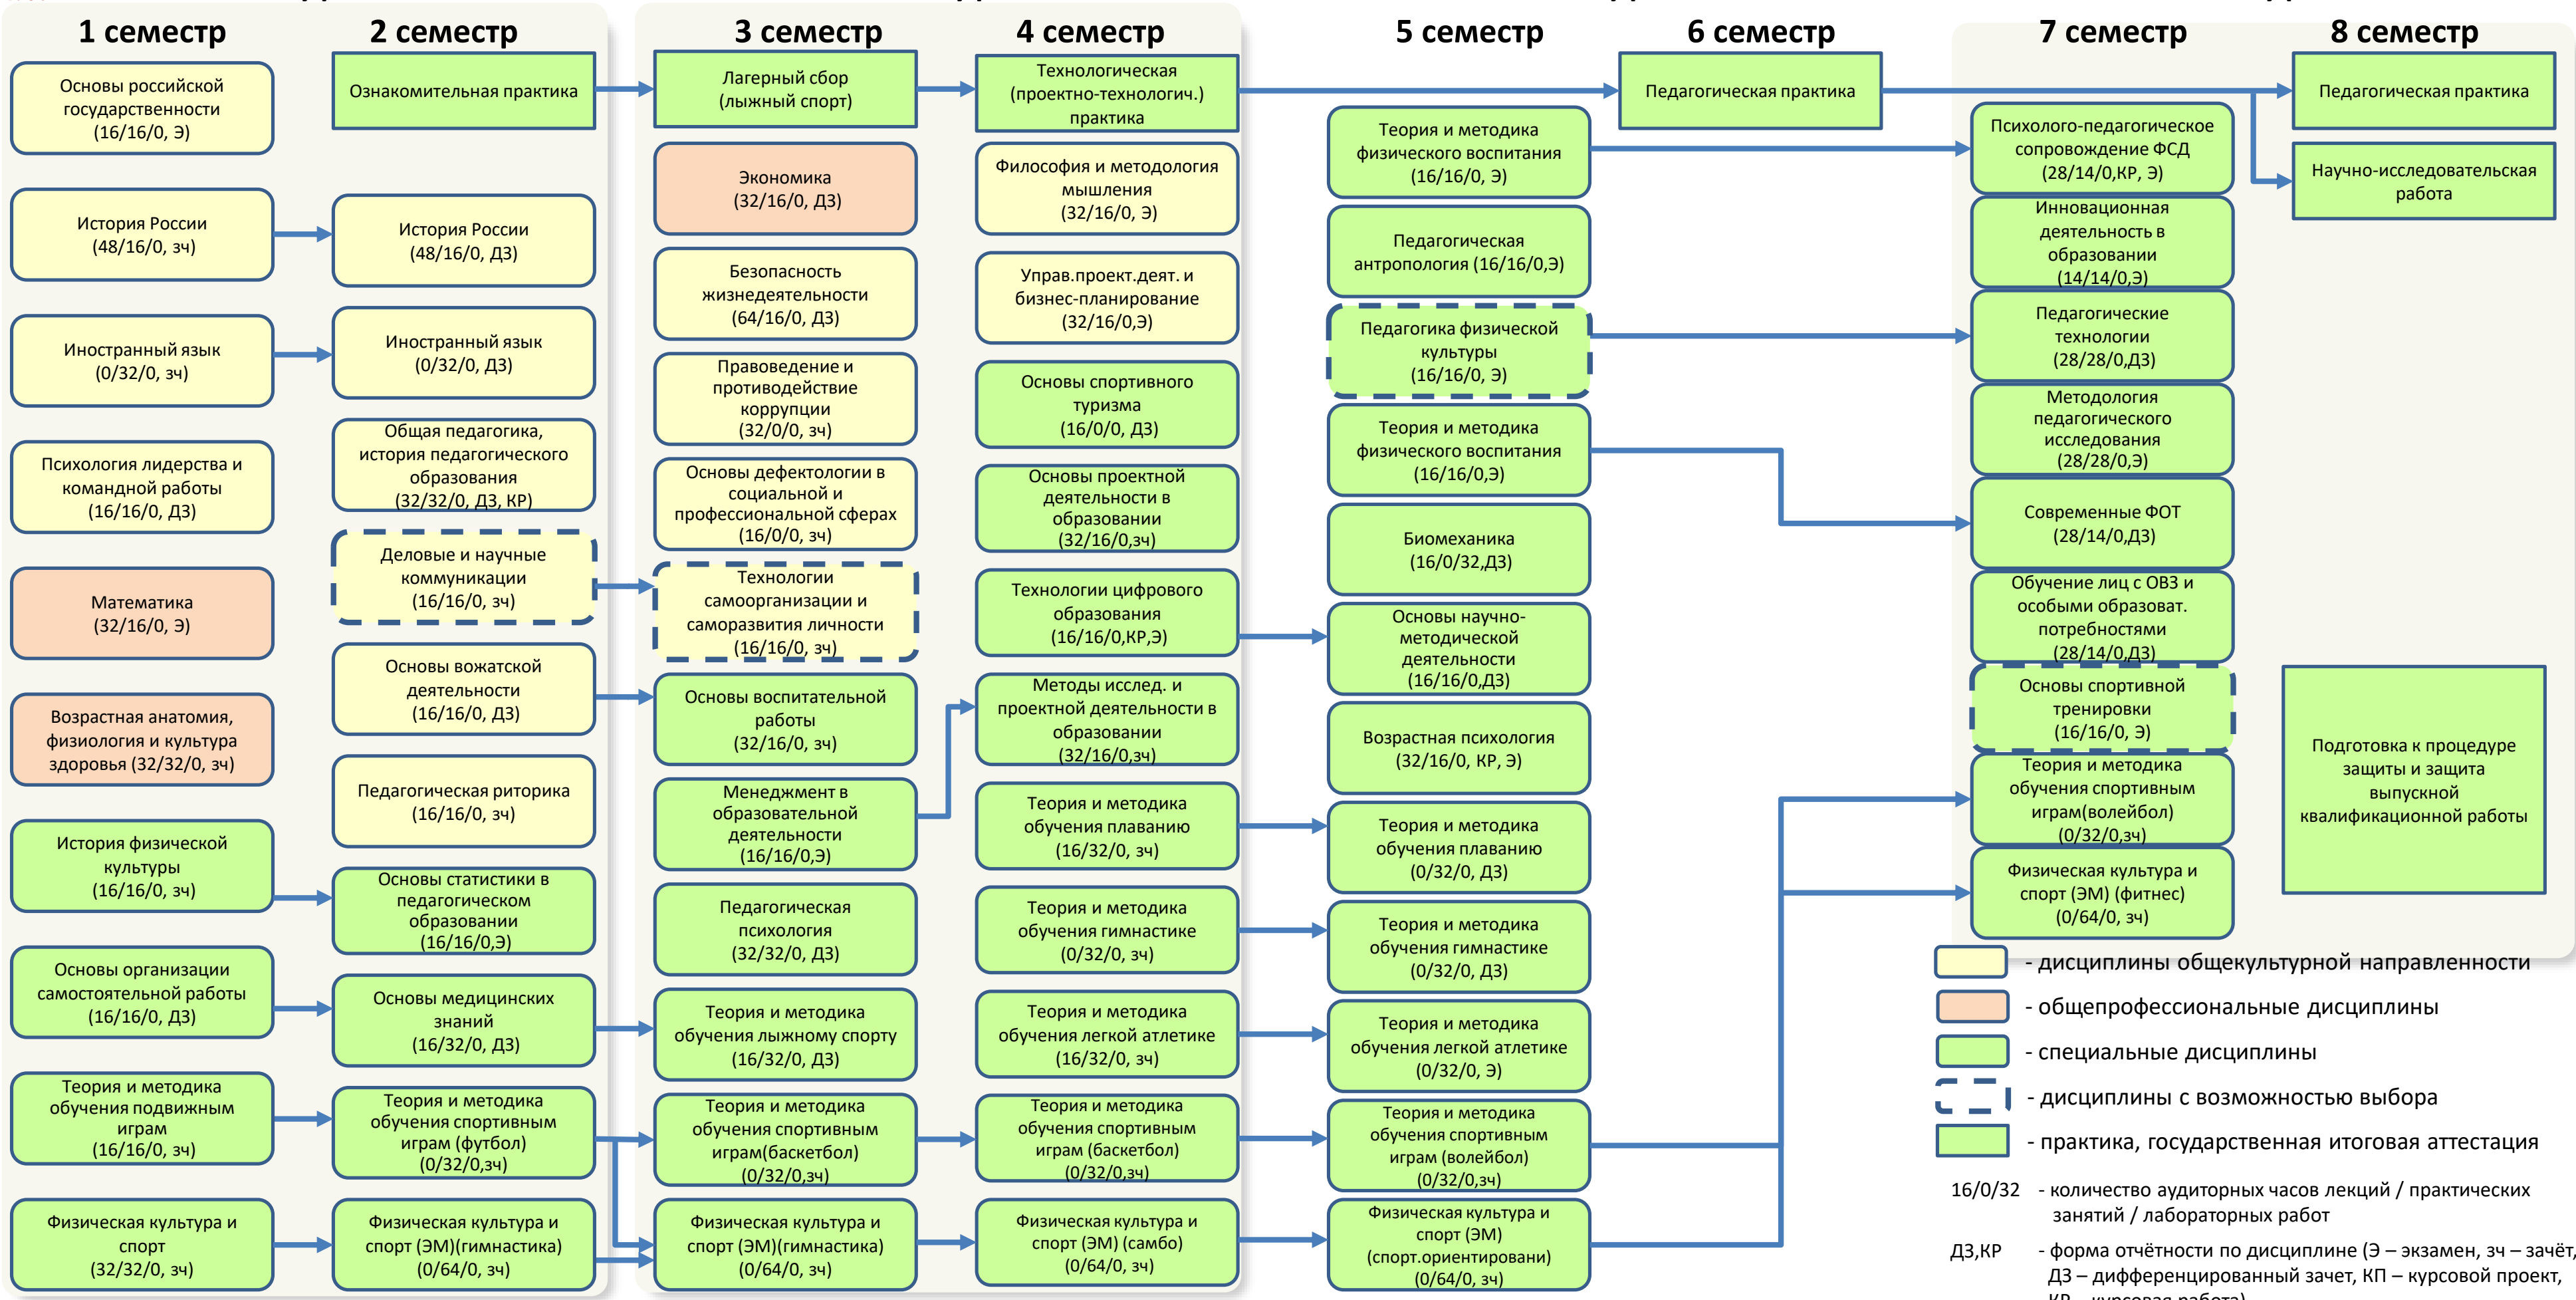 1 семестр
Основы российской
государственности
(16/16/0, Э)
История России
(48/16/0, зч)
Иностранный язык
(0/32/0, зч)
Психология лидерства и
командной работы
(16/16/0, ДЗ)
Математика
(32/16/0, Э)
Возрастная анатомия,
физиология и культура
здоровья (32/32/0, зч)
История физической
культуры
(16/16/0, зч)
Основы организации
самостоятельной работы
(16/16/0, ДЗ)
Теория и методика
обучения подвижным
играм
(16/16/0, зч)
Физическая культура и
спорт
(32/32/0, зч)
2 семестр
Ознакомительная практика
История России
(48/16/0, ДЗ)
Иностранный язык
(0/32/0, ДЗ)
Общая педагогика,
история педагогического
образования
(32/32/0, ДЗ, КР)
Деловые и научные
коммуникации
(16/16/0, зч)
Основы вожатской
деятельности
(16/16/0, ДЗ)
Педагогическая риторика
(16/16/0, зч)
Основы статистики в
педагогическом
образовании
(16/16/0,Э)
Основы медицинских
знаний
(16/32/0, ДЗ)
Теория и методика
обучения спортивным
играм (футбол)
(0/32/0,зч)
Физическая культура и
спорт (ЭМ)(гимнастика)
(0/64/0, зч)
3 семестр
Лагерный сбор
(лыжный спорт)
Экономика
(32/16/0, ДЗ)
Безопасность
жизнедеятельности
(64/16/0, ДЗ)
Правоведение и
противодействие
коррупции
(32/0/0, зч)
Основы дефектологии в
социальной и
профессиональной сферах
(16/0/0, зч)
Технологии
самоорганизации и
саморазвития личности
(16/16/0, зч)
Основы воспитательной
работы
(32/16/0, зч)
Менеджмент в
образовательной
деятельности
(16/16/0,Э)
Педагогическая
психология
(32/32/0, ДЗ)
Теория и методика
обучения лыжному спорту
(16/32/0, ДЗ)
Теория и методика
обучения спортивным
играм(баскетбол)
(0/32/0,зч)
Физическая культура и
спорт (ЭМ)(гимнастика)
(0/64/0, зч)
4 семестр
Технологическая
(проектно-технологич.)
практика
Философия и методология
мышления
(32/16/0, Э)
Управ.проект.деят. и
бизнес-планирование
(32/16/0,Э)
Основы спортивного
туризма
(16/0/0, ДЗ)
Основы проектной
деятельности в
образовании
(32/16/0,зч)
Технологии цифрового
образования
(16/16/0,КР,Э)
Методы исслед. и
проектной деятельности в
образовании
(32/16/0,зч)
Теория и методика
обучения плаванию
(16/32/0, зч)
Теория и методика
обучения гимнастике
(0/32/0, зч)
Теория и методика
обучения легкой атлетике
(16/32/0, зч)
Теория и методика
обучения спортивным
играм (баскетбол)
(0/32/0,зч)
Физическая культура и
спорт (ЭМ) (самбо)
(0/64/0, зч)
5 семестр
Теория и методика
физического воспитания
(16/16/0, Э)
Педагогическая
антропология (16/16/0,Э)
Педагогика физической
культуры
(16/16/0, Э)
Теория и методика
физического воспитания
(16/16/0,Э)
Биомеханика
(16/0/32,ДЗ)
Основы научно-
методической
деятельности
(16/16/0,ДЗ)
Возрастная психология
(32/16/0, КР, Э)
Теория и методика
обучения плаванию
(0/32/0, ДЗ)
Теория и методика
обучения гимнастике
(0/32/0, ДЗ)
Теория и методика
обучения легкой атлетике
(0/32/0, Э)
Теория и методика
обучения спортивным
играм (волейбол)
(0/32/0,зч)
Физическая культура и
спорт (ЭМ)
(спорт.ориентировани)
(0/64/0, зч)
6 семестр
Педагогическая практика
7 семестр
Психолого-педагогическое
сопровождение ФСД
(28/14/0,КР, Э)
Инновационная
деятельность в
образовании
(14/14/0,Э)
Педагогические
технологии
(28/28/0,ДЗ)
Методология
педагогического
исследования
(28/28/0,Э)
Современные ФОТ
(28/14/0,ДЗ)
Обучение лиц с ОВЗ и
особыми образоват.
потребностями
(28/14/0,ДЗ)
Основы спортивной
тренировки
(16/16/0, Э)
Теория и методика
обучения спортивным
играм(волейбол)
(0/32/0,зч)
Физическая культура и
спорт (ЭМ) (фитнес)
(0/64/0, зч)
8 семестр
Педагогическая практика
Научно-исследовательская
работа
Подготовка к процедуре
защиты и защита
выпускной
квалификационной работы
- дисциплины общекультурной направленности
- общепрофессиональные дисциплины
- специальные дисциплины
- дисциплины с возможностью выбора
- практика, государственная итоговая аттестация
16/0/32 - количество аудиторных часов лекций / практических
занятий / лабораторных работ
ДЗ,КР - форма отчётности по дисциплине (Э – экзамен, зч – зачёт,
ДЗ – дифференцированный зачет, КП – курсовой проект,
КР – курсовая работа)